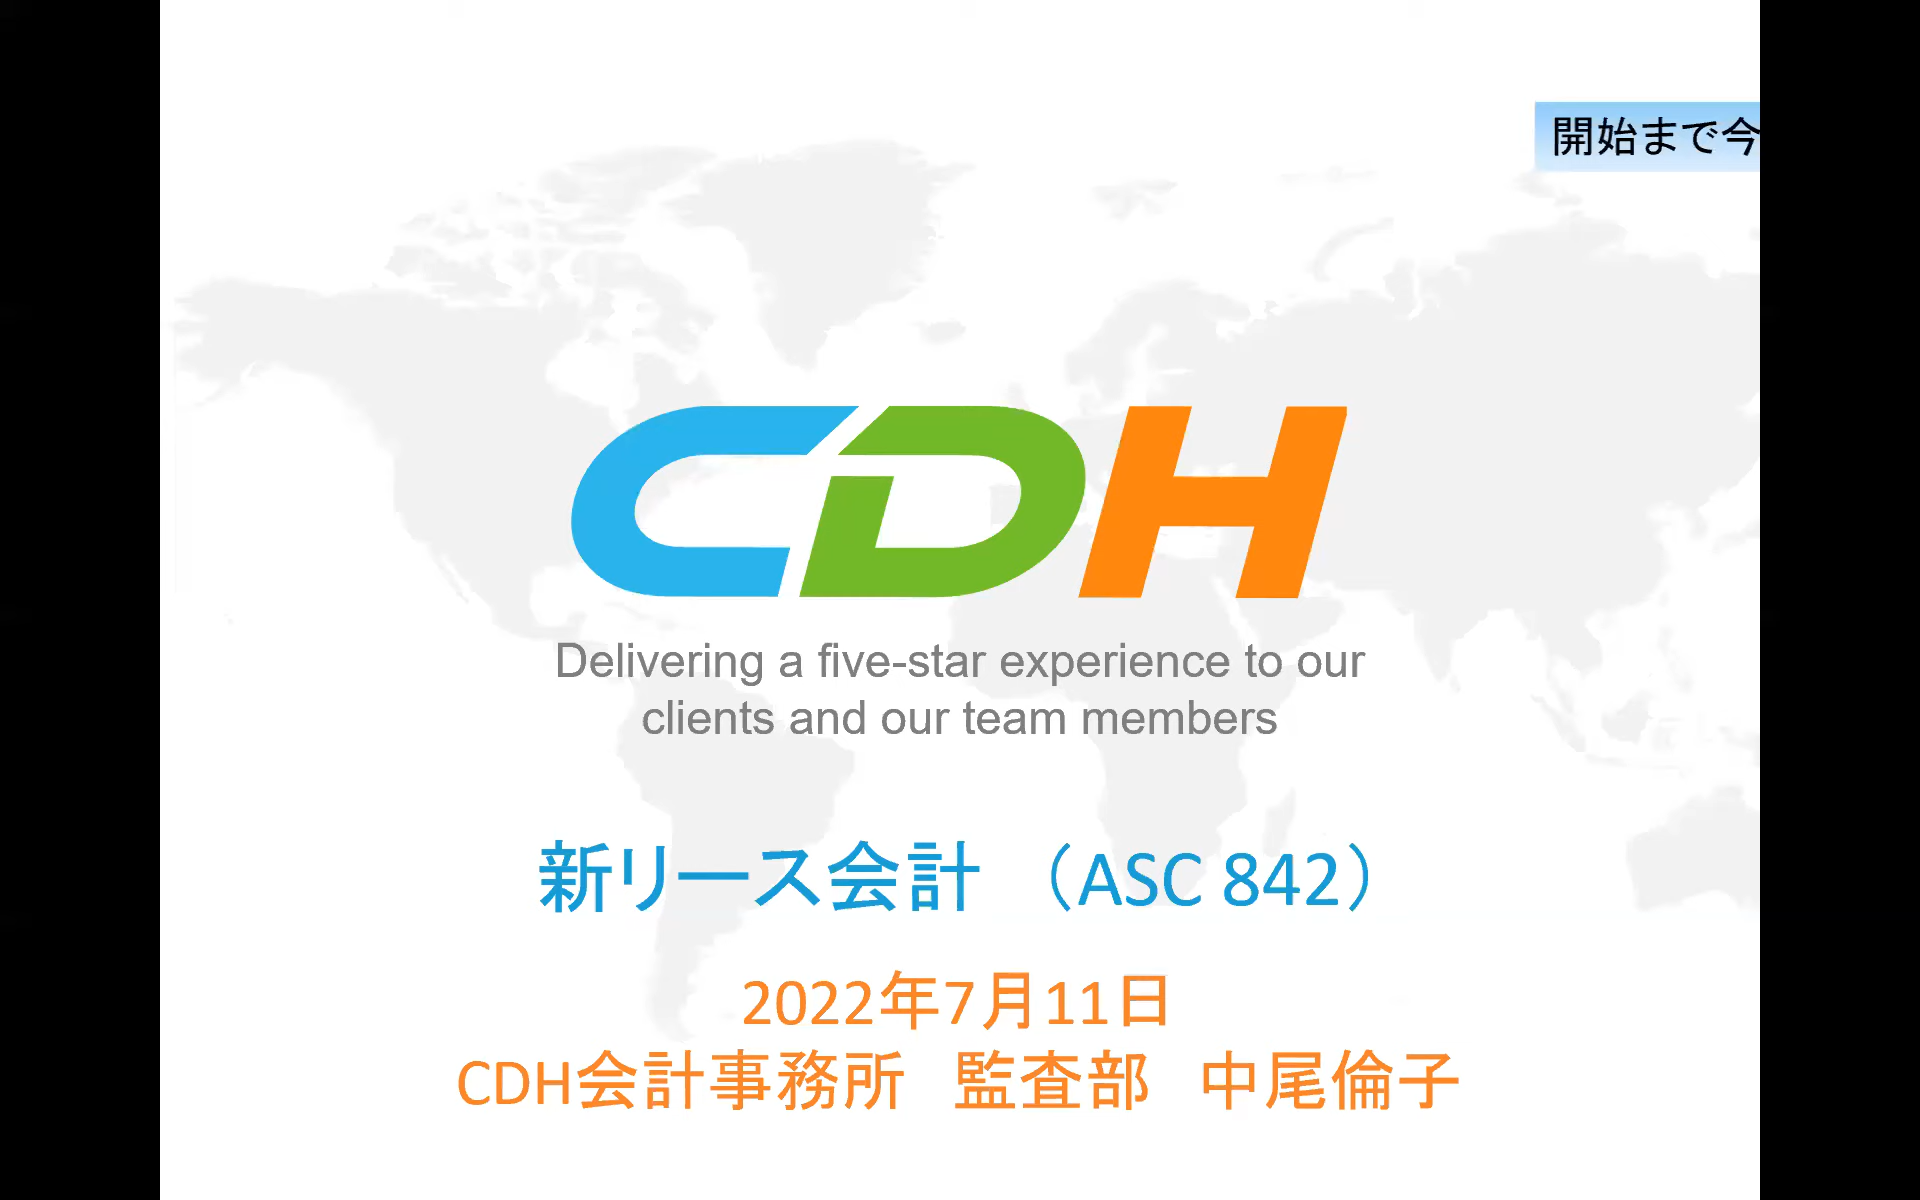 開始まで今
CDH
Delivering a five-star experience to our
clients and our team members
新リース会計　（ASC 842）
2022年7月11日
CDH会計事務所　監査部　中尾倫子